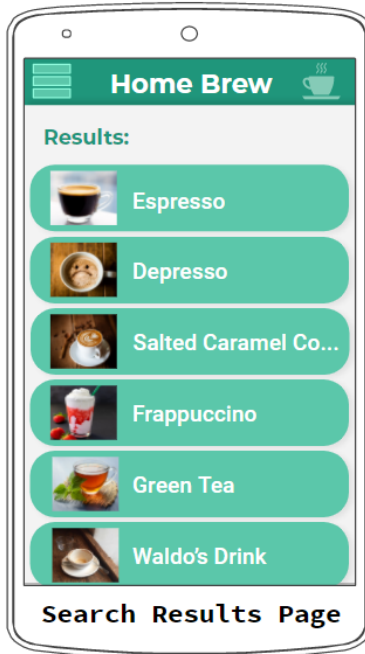 Home Brew
Results:
Espresso
Depresso
Salted Caramel Co...
Frappuccino
Green Tea
Waldo's Drink
Search Results Page